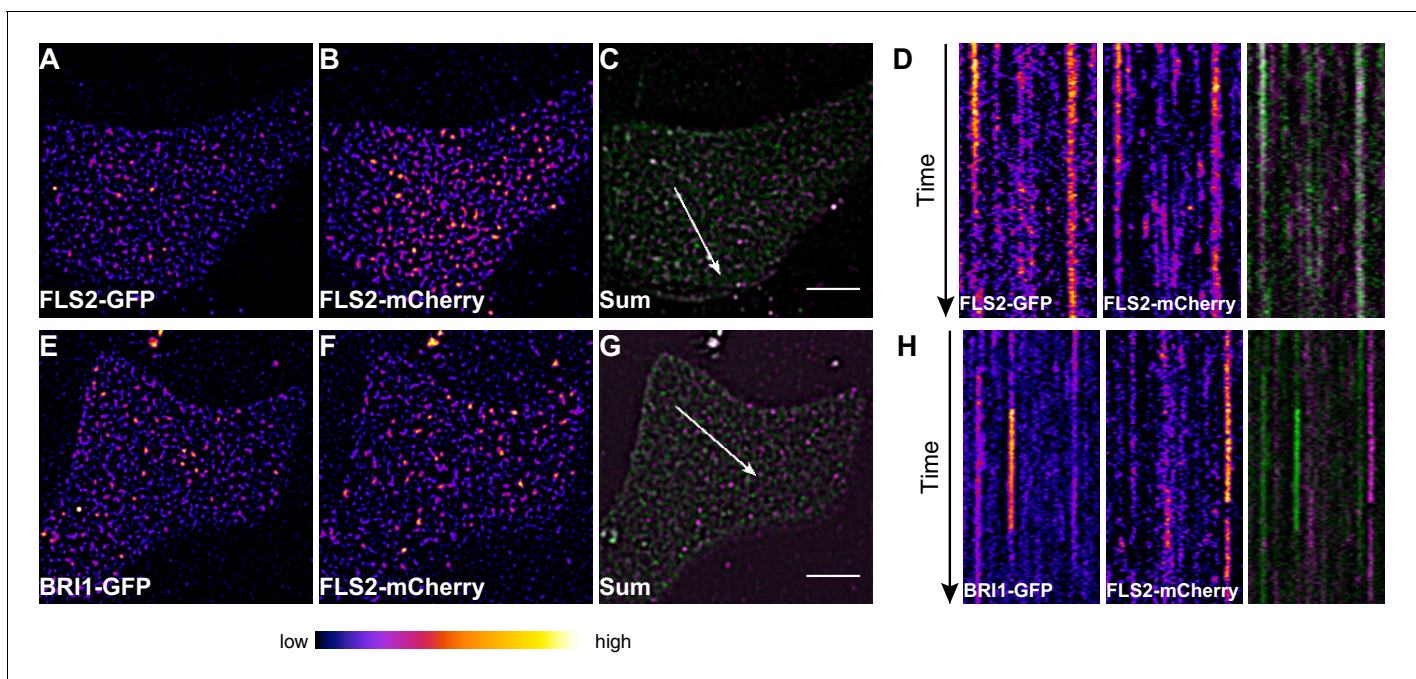 A
B
C
D
FLS2-GFP
FLS2-mCherry
Sum
Time
FLS2-GFP
FLS2-mCherry
E
F
G
H
BRI1-GFP
FLS2-mCherry
Sum
Time
BRI1-GFP
FLS2-mCherry
low
high